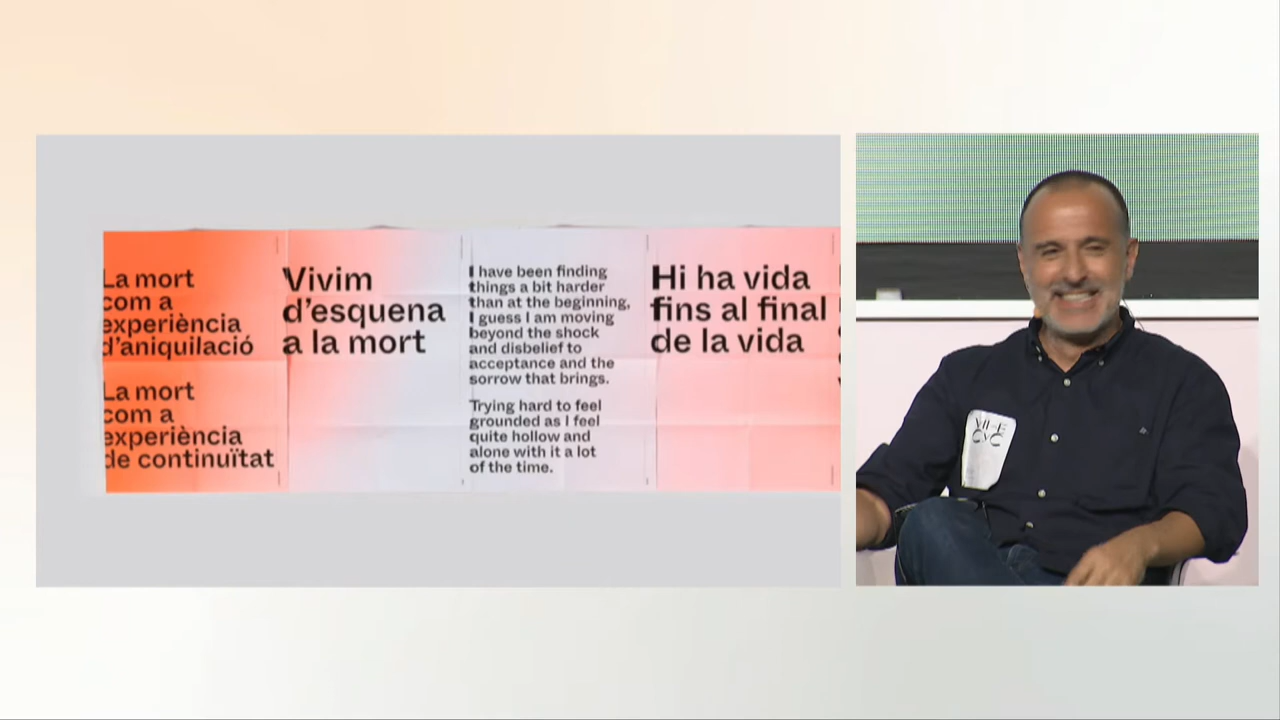 La mort
com a
experiència
d'aniquilació
La mort
com a
experiència
de continuïtat
Vivim
d'esquena
a la mort
I have been finding
things a bit harder
than at the beginning,
I guess I am moving
beyond the shock
and disbelief to
acceptance and the
sorrow that brings.
Trying hard to feel
grounded as I feel
quite hollow and
alone with it a lot
of the time.
Hi ha vida
fins al final
de la vida